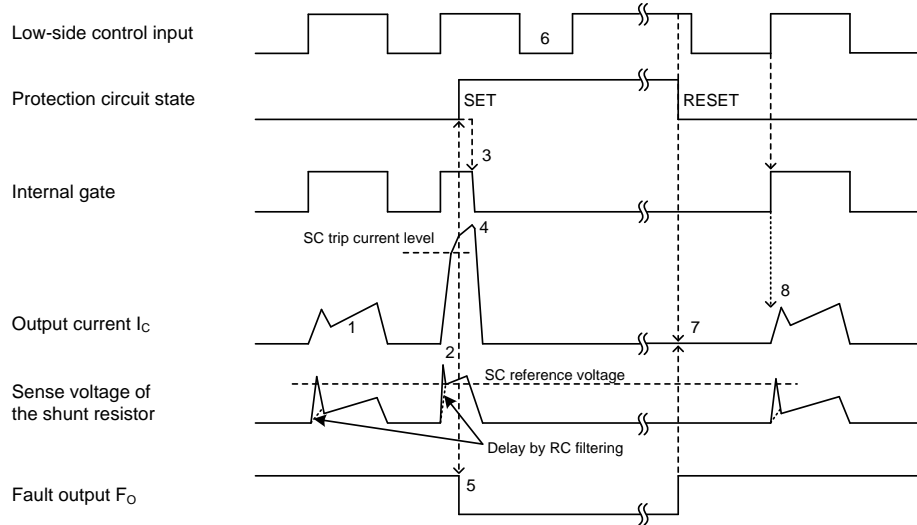 Low-side control input
6
Protection circuit state
SET
RESET
3
Internal gate
4
SC trip current level
8
Output current IC
1
7
2
SC reference voltage
Sense voltage of
the shunt resistor
Delay by RC filtering
5
Fault output FO